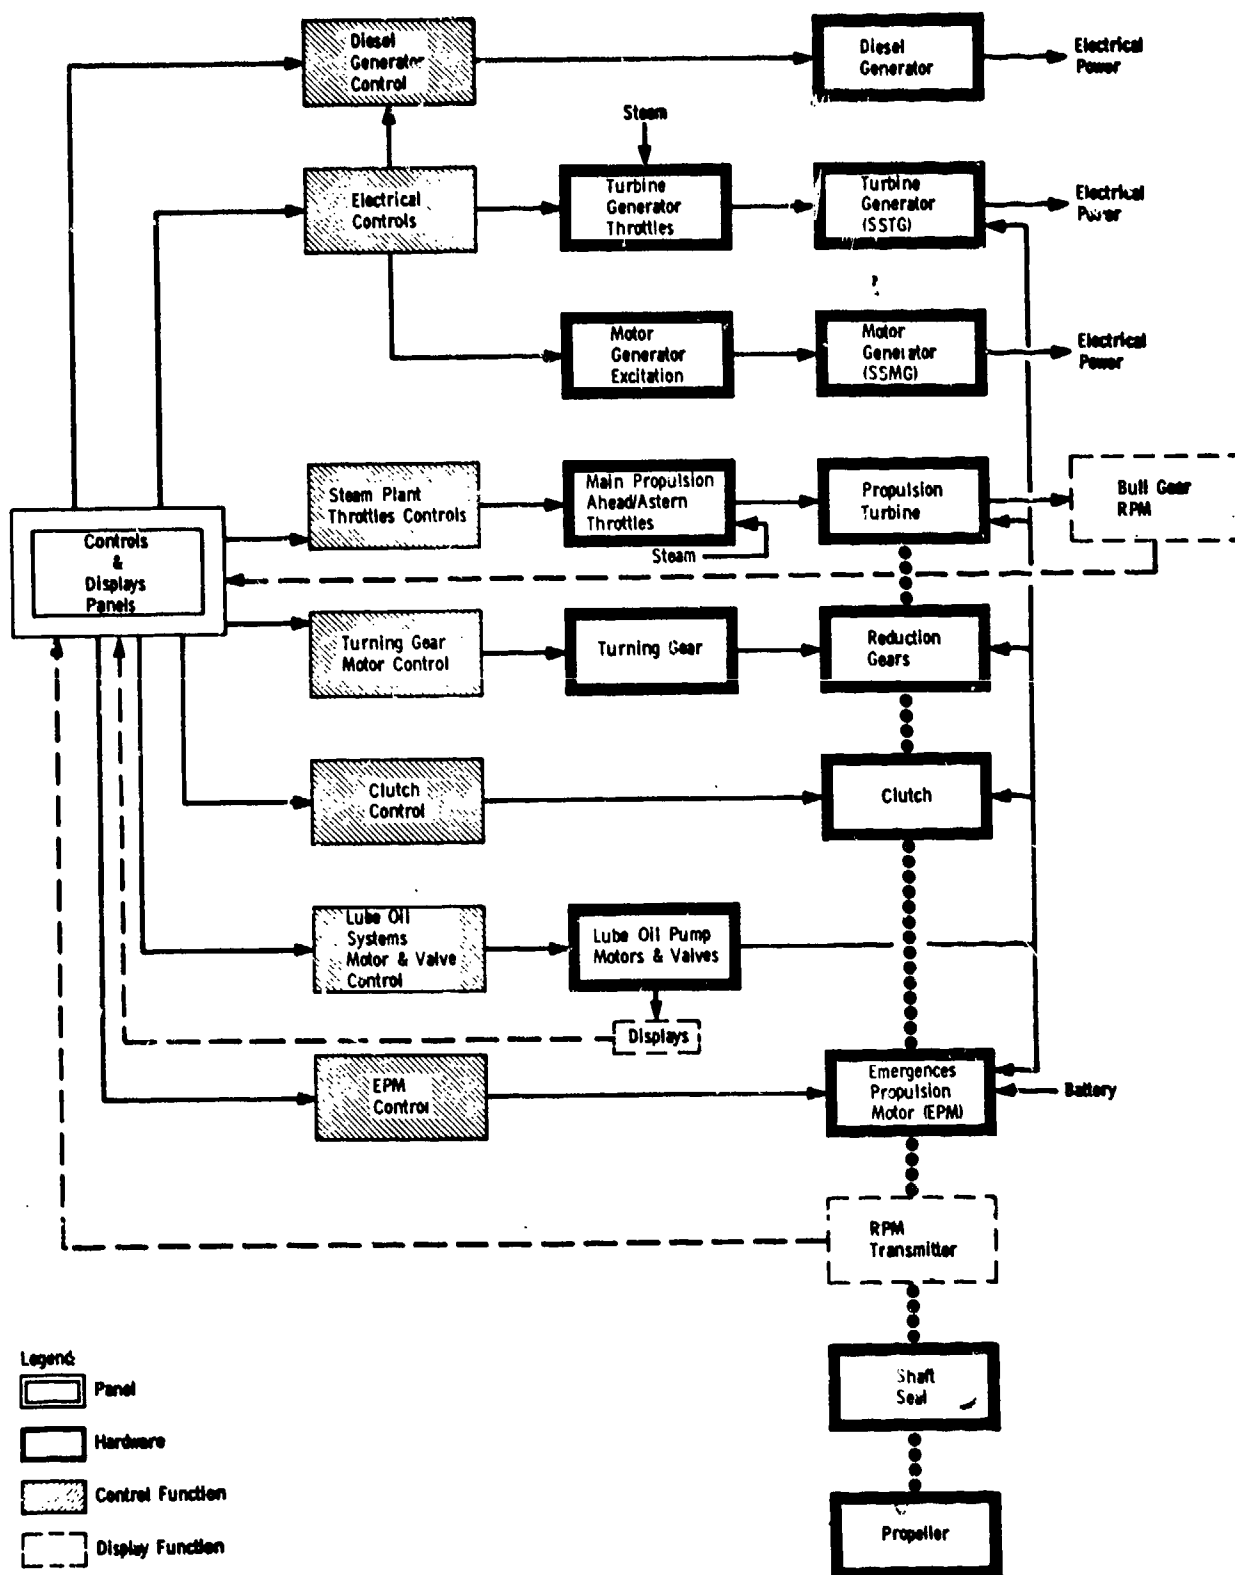 Diesel
Generator
Control
Diesel
Generator
Electrical
Power
Steam
Electrical
Controls
Turbine
Generator
Throttles
Turbine
Generator
(SSTG)
Electrical
Power
Motor
Generator
Excitation
Motor
Generator
(SSMG)
Electrical
Power
Steam Plant
Throttles Controls
Main Propulsion
Ahead/Astern
Throttles
Steam
Propulsion
Turbine
Bull Gear
RPM
Controls
&
Displays
Panels
Turning Gear
Motor Control
Turning Gear
Reduction
Gears
Clutch
Control
Clutch
Lube Oil
Systems
Motor & Valve
Control
Lube Oil Pump
Motors & Valves
Displays
EPM
Control
Emergences
Propulsion
Motor (EPM)
Battery
RPM
Transmitter
Shaft
Seal
Propeller
Legend:
Panel
Hardware
Control Function
Display Function